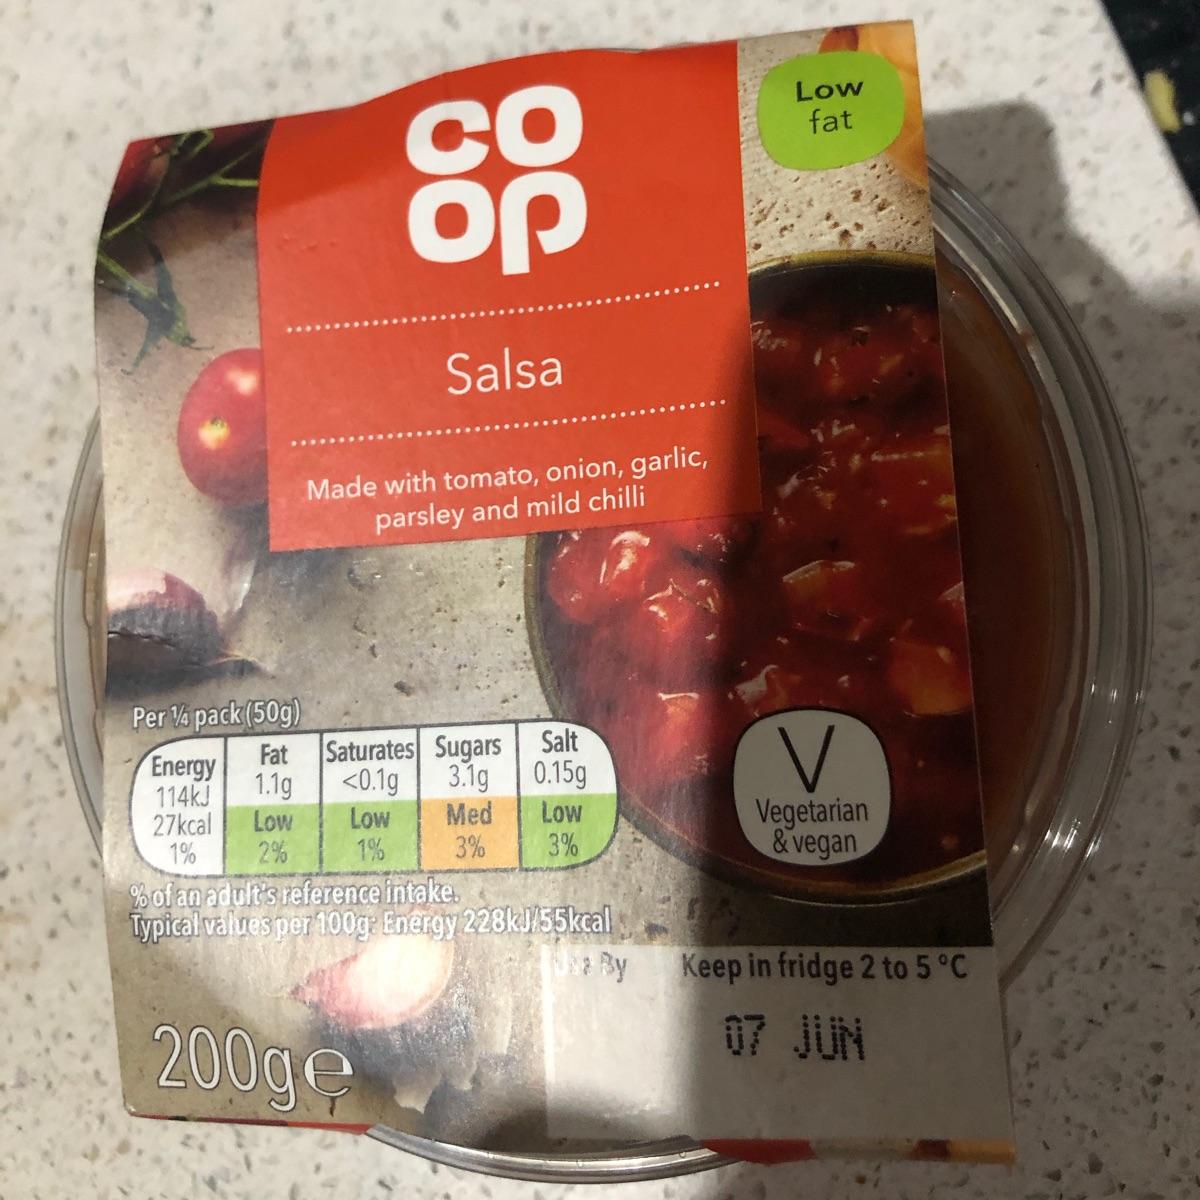 co
op
Low
fat
Salsa
Made with tomato, onion, garlic,
parsley and mild chilli
Per ¼ pack (50g)
Energy
114kJ
27kcal
1%
Fat
1.1g
Low
2%
Saturates
<0.1g
Low
1%
Sugars
3.1g
Med
3%
Salt
0.15g
Low
3%
V
Vegetarian
& vegan
% of an adult's reference intake.
Typical values per 100g: Energy 228kJ/55kcal
Use By Keep in fridge 2 to 5 °C
07 JUN
200g℮